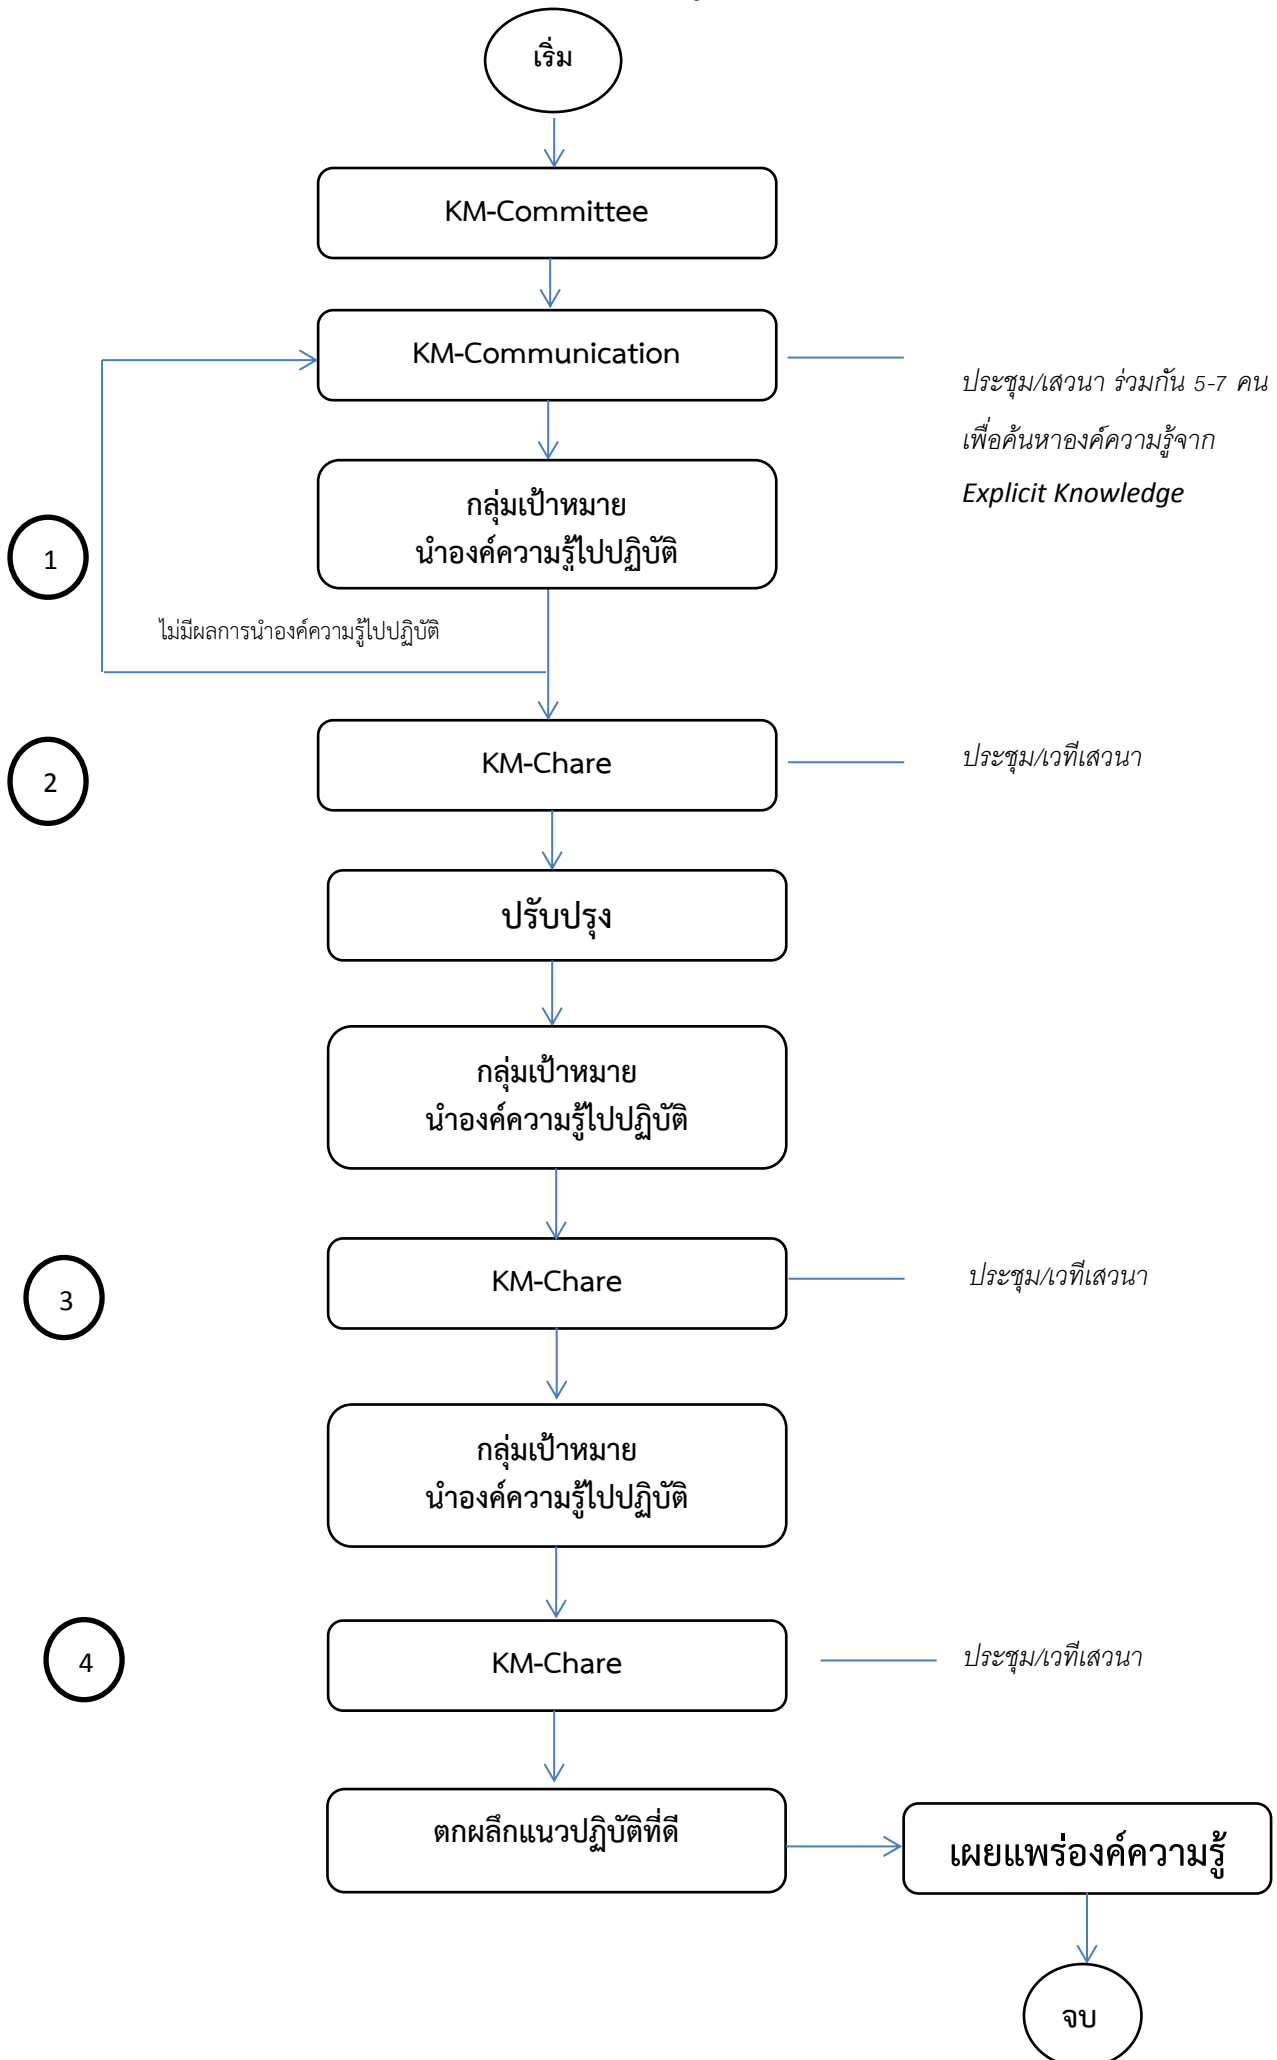 เริ่ม
KM-Committee
KM-Communication
ประชุม/เสวนา ร่วมกัน 5-7 คน
เพื่อค้นหาองค์ความรู้จาก
Explicit Knowledge
กลุ่มเป้าหมาย
นำองค์ความรู้ไปปฏิบัติ
1
ไม่มีผลการนำองค์ความรู้ไปปฏิบัติ
2
KM-Chare
ประชุม/เวทีเสวนา
ปรับปรุง
กลุ่มเป้าหมาย
นำองค์ความรู้ไปปฏิบัติ
3
KM-Chare
ประชุม/เวทีเสวนา
กลุ่มเป้าหมาย
นำองค์ความรู้ไปปฏิบัติ
4
KM-Chare
ประชุม/เวทีเสวนา
ตกผลึกแนวปฏิบัติที่ดี
เผยแพร่องค์ความรู้
จบ